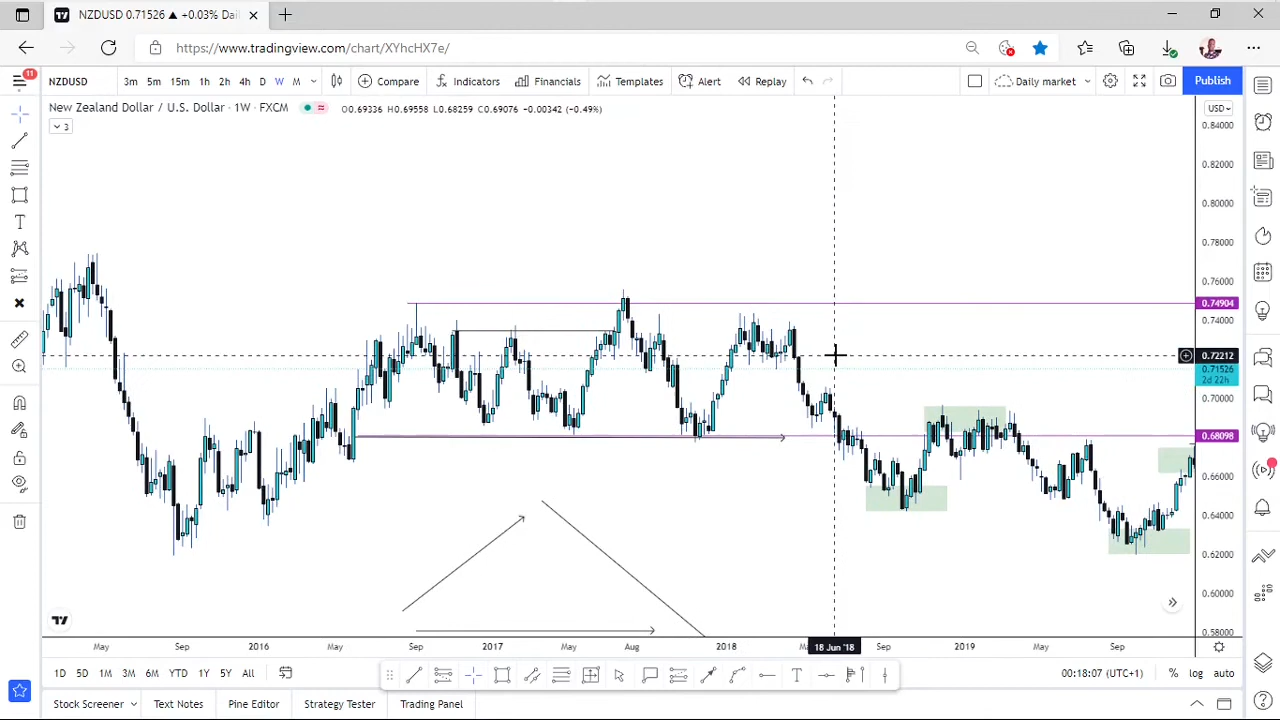 NZDUSD 0.71526 ▲ +0.03% Dail
https://www.tradingview.com/chart/XYhcHX7e/
11
NZDUSD 3m 5m 15m 1h 2h 4h D W M Compare Indicators Financials Templates Alert Replay Daily market Publish
New Zealand Dollar / U.S. Dollar · 1W · FXCM O0.69336 H0.69558 L0.68259 C0.69076 −0.00342 (−0.49%)
USD
3
0.84000
0.82000
0.80000
0.78000
0.76000
0.74904
0.74000
0.72212
0.71526
2d 22h
0.70000
0.68098
0.66000
0.64000
0.62000
0.60000
0.58000
May Sep 2016 May Sep 2017 May Aug 2018 18 Jun '18 Sep 2019 May Sep
1D 5D 1M 3M 6M YTD 1Y 5Y All 00:18:07 (UTC+1) % log auto
Stock Screener Text Notes Pine Editor Strategy Tester Trading Panel